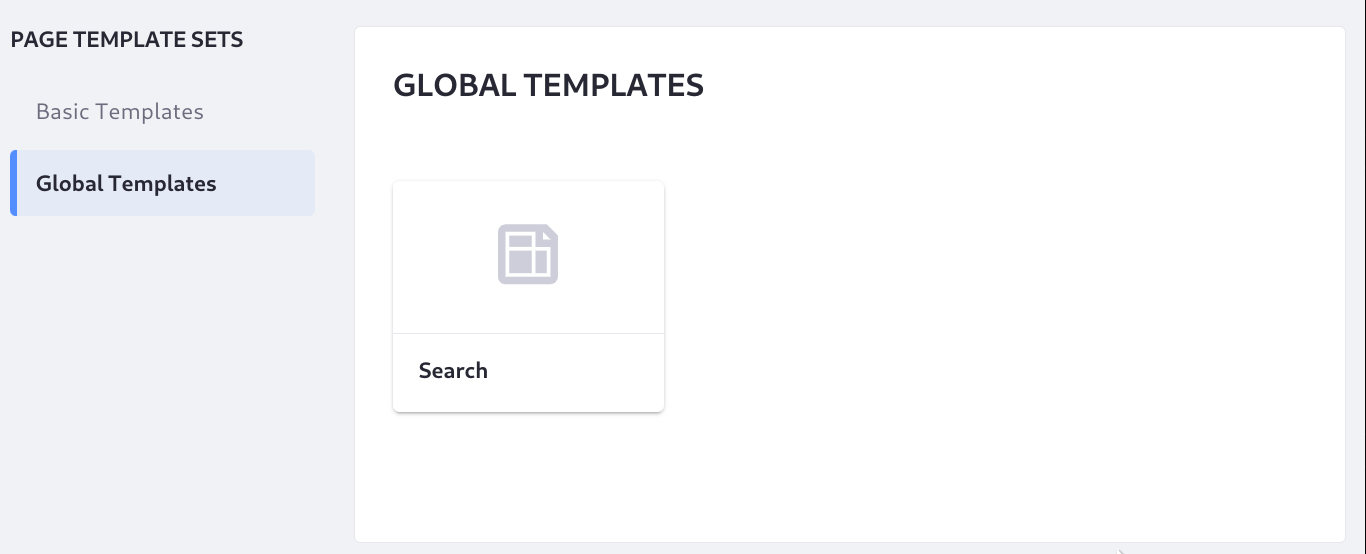 PAGE TEMPLATE SETS
Basic Templates
Global Templates
GLOBAL TEMPLATES
Search